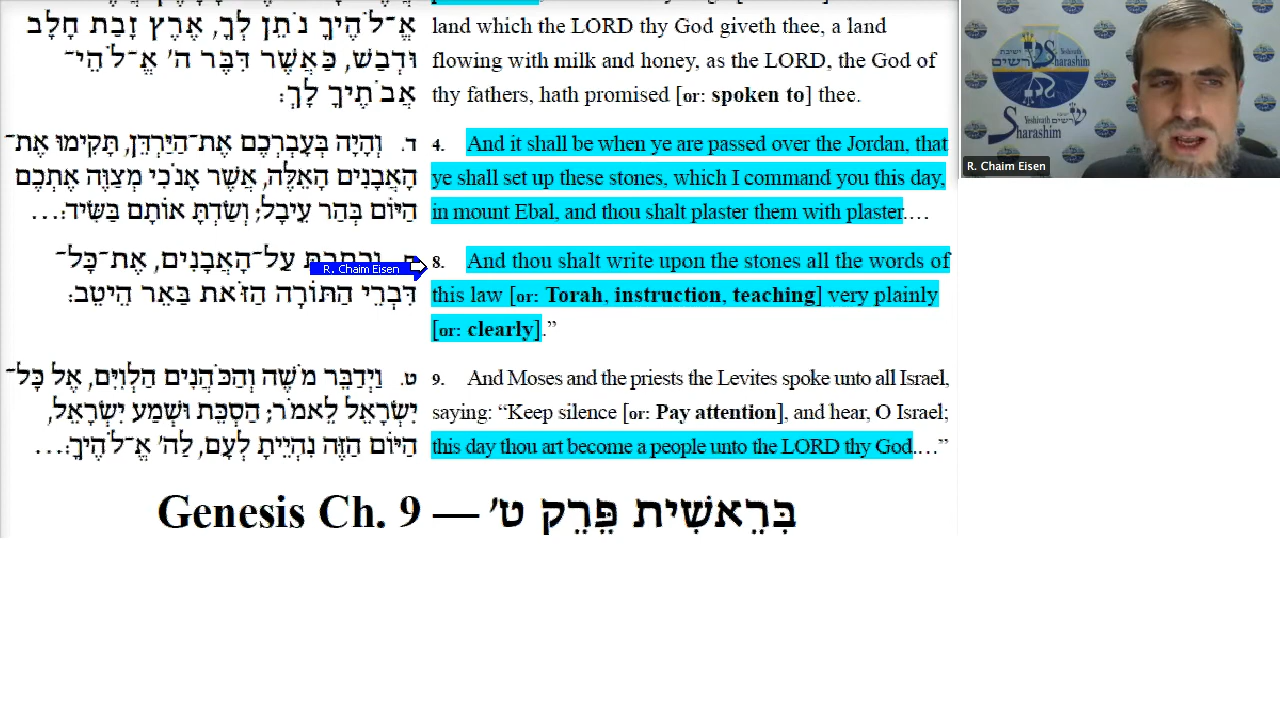 אֱ־לֹהֶיךָ נֹתֵן לְךָ, אֶרֶץ זָבַת חָלָב
וּדְבַשׁ, כַּאֲשֶׁר דִּבֶּר ה' אֱ־לֹהֵי־
אֲבֹתֶיךָ לָךְ:
land which the LORD thy God giveth thee, a land
flowing with milk and honey, as the LORD, the God of
thy fathers, hath promised [or: spoken to] thee.
ד. וְהָיָה בְּעָבְרְכֶם אֶת־הַיַּרְדֵּן, תָּקִימוּ אֶת־
הָאֲבָנִים הָאֵלֶּה, אֲשֶׁר אָנֹכִי מְצַוֶּה אֶתְכֶם
הַיּוֹם בְּהַר עֵיבָל; וְשַׂדְתָּ אוֹתָם בַּשִּׂיד:...
4. And it shall be when ye are passed over the Jordan, that
ye shall set up these stones, which I command you this day,
in mount Ebal, and thou shalt plaster them with plaster....
עַל־הָאֲבָנִים, אֶת־כָּל־
דִּבְרֵי הַתּוֹרָה הַזֹּאת בַּאֵר הֵיטֵב:
R. Chaim Eisen
8. And thou shalt write upon the stones all the words of
this law [or: Torah, instruction, teaching] very plainly
[or: clearly].”
ט. וַיְדַבֵּר מֹשֶׁה וְהַכֹּהֲנִים הַלְוִיִּם, אֶל כָּל־
יִשְׂרָאֵל לֵאמֹר; הַסְכֵּת וּשְׁמַע יִשְׂרָאֵל,
הַיּוֹם הַזֶּה נִהְיֵיתָ לְעָם, לַה' אֱ־לֹהֶיךָ:...
9. And Moses and the priests the Levites spoke unto all Israel,
saying: “Keep silence [or: Pay attention], and hear, O Israel;
this day thou art become a people unto the LORD thy God....”
Genesis Ch. 9 — בְּרֵאשִׁית פֶּרֶק ט'
ישיבת
שרשים
Yeshivath
Sharashim
R. Chaim Eisen